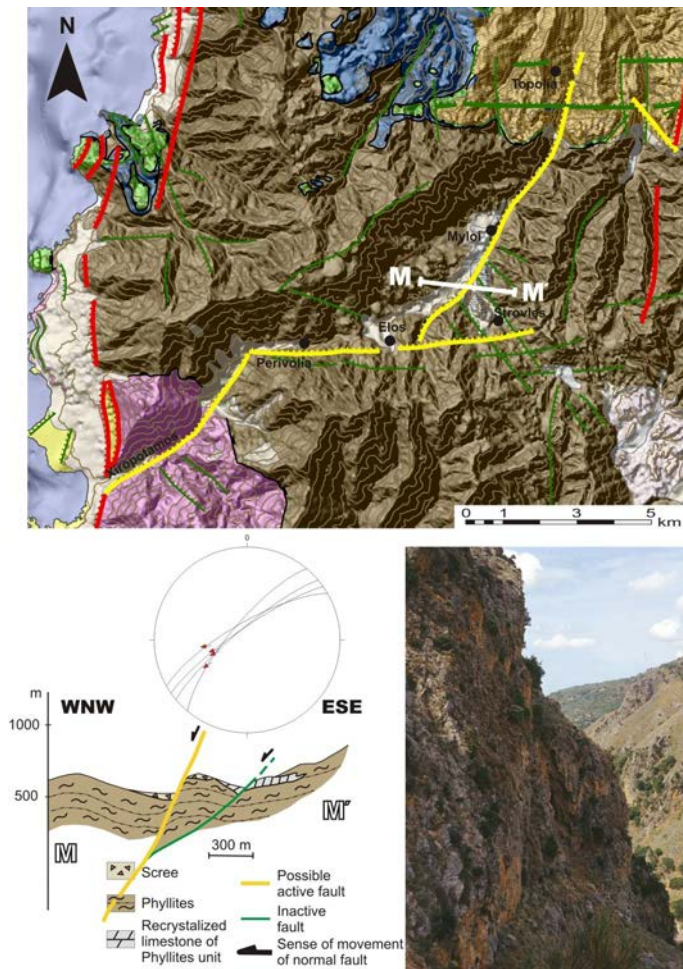 N
Topolia
Myloi
M
M'
Strovles
Elos
Perivolia
Xiropotamos
0 1 3 5
km
0
m
WNW
ESE
1000
500
M
M'
300 m
Scree
Phyllites
Recrystalized
limestone of
Phyllites unit
Possible
active fault
Inactive
fault
Sense of movement
of normal fault